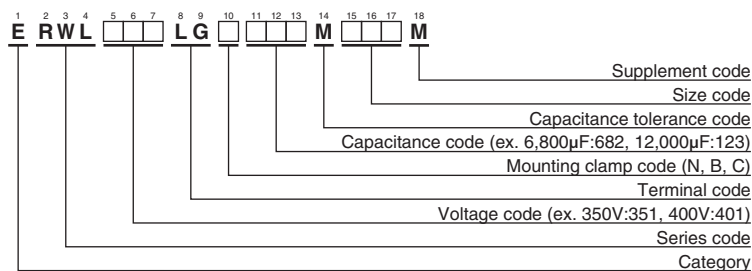 1 2 3 4 5 6 7 8 9 10 11 12 13 14 15 16 17 18
E RWL □□□ LG □ □□□ M □□□ M
Supplement code
Size code
Capacitance tolerance code
Capacitance code (ex. 6,800µF:682, 12,000µF:123)
Mounting clamp code (N, B, C)
Terminal code
Voltage code (ex. 350V:351, 400V:401)
Series code
Category